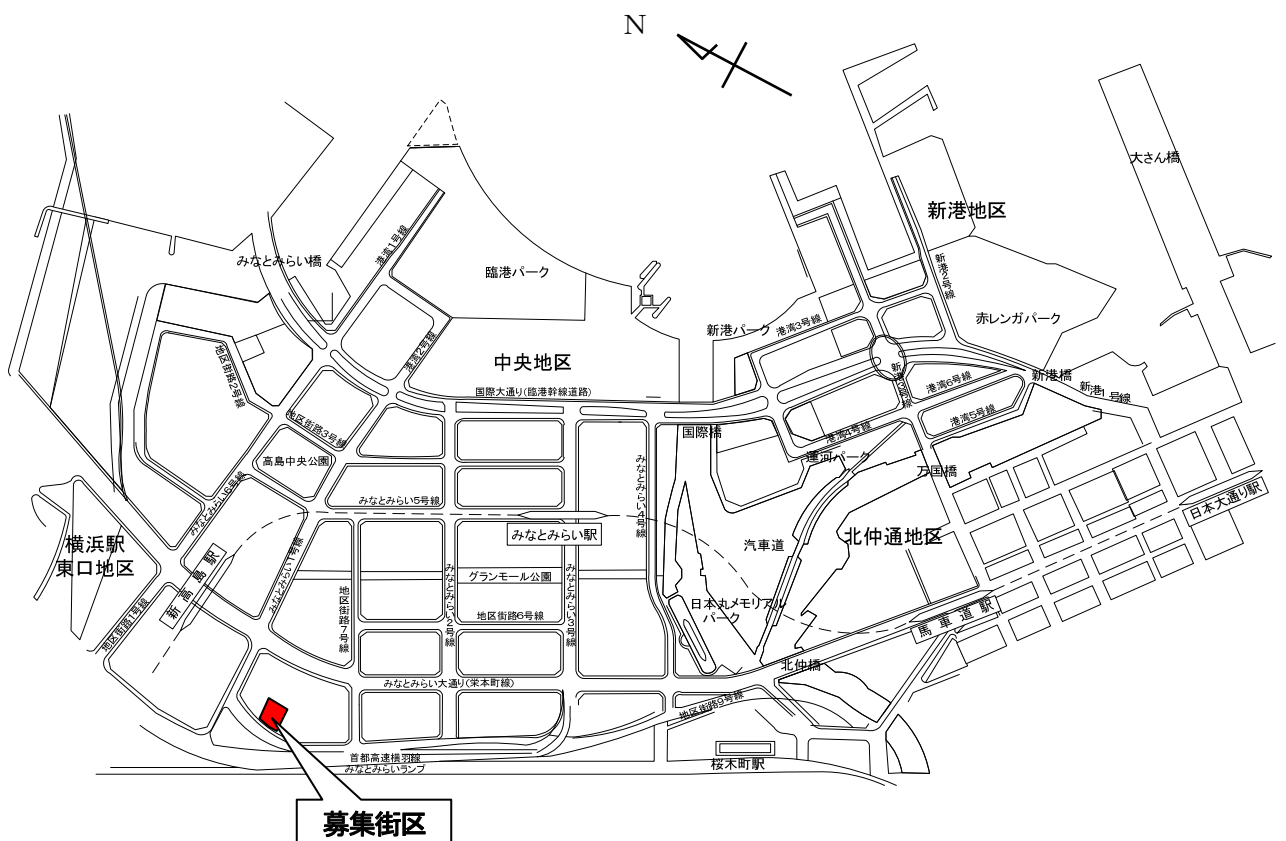 N
大さん橋
新港地区
港湾1号線
みなとみらい橋
臨港パーク
新港2号線
新港パーク
港湾3号線
赤レンガパーク
地区街路2号線
港湾2号線
中央地区
国際大通り(臨港幹線道路)
港湾6号線
新港橋
新港1号線
港湾5号線
地区街路3号線
国際橋
港湾4号線
運河パーク
万国橋
高島中央公園
みなとみらい6号線
みなとみらい5号線
みなとみらい4号線
日本大通り駅
横浜駅
東口地区
みなとみらい駅
北仲通地区
汽車道
新高島駅
みなとみらい1号線
グランモール公園
地区街路1号線
地区街路7号線
みなとみらい2号線
地区街路6号線
みなとみらい3号線
日本丸メモリアル
パーク
馬車道駅
北仲橋
みなとみらい大通り(栄本町線)
地区街路9号線
首都高速横羽線
みなとみらいランプ
桜木町駅
募集街区